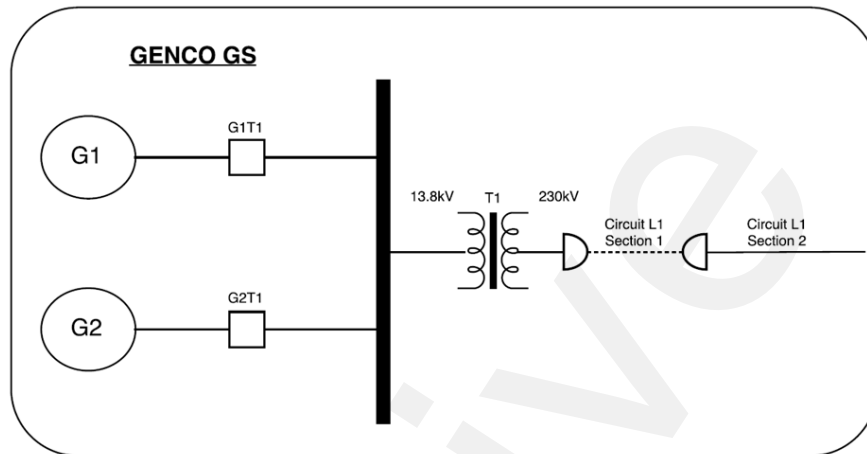 GENCO GS
G1T1
G1
13.8kV
T1
230kV
Circuit L1
Section 1
Circuit L1
Section 2
G2T1
G2